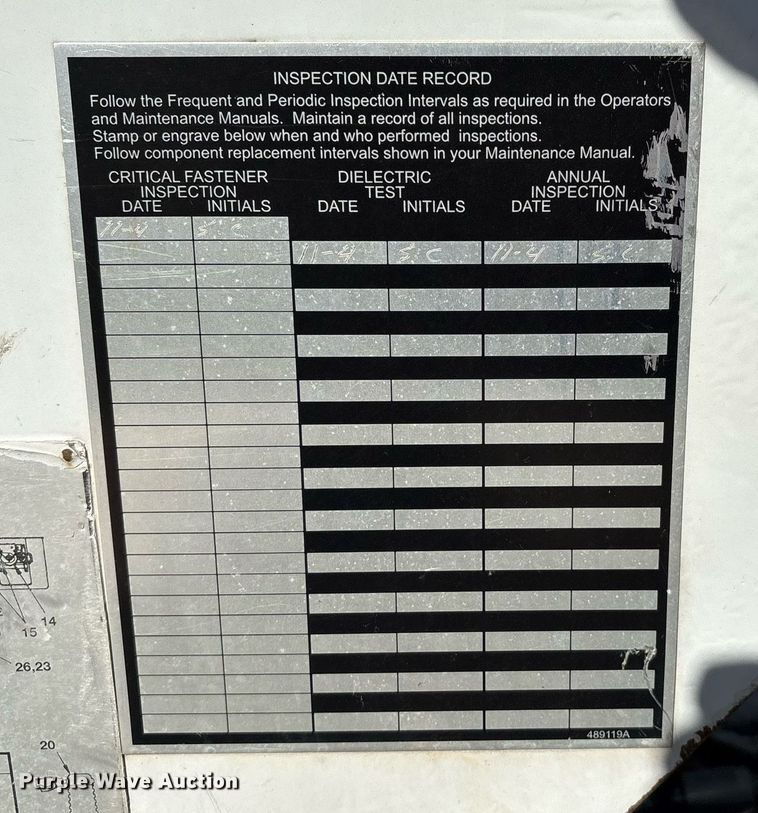 INSPECTION DATE RECORD
Follow the Frequent and Periodic Inspection Intervals as required in the Operators
and Maintenance Manuals. Maintain a record of all inspections.
Stamp or engrave below when and who performed inspections.
Follow component replacement intervals shown in your Maintenance Manual.
CRITICAL FASTENER INSPECTION
DIELECTRIC TEST
ANNUAL INSPECTION
DATE INITIALS DATE INITIALS DATE INITIALS
11-4 S.C
11-4 S.C 11-4 S.C
489119A
14
15
26,23
20
Purple Wave Auction